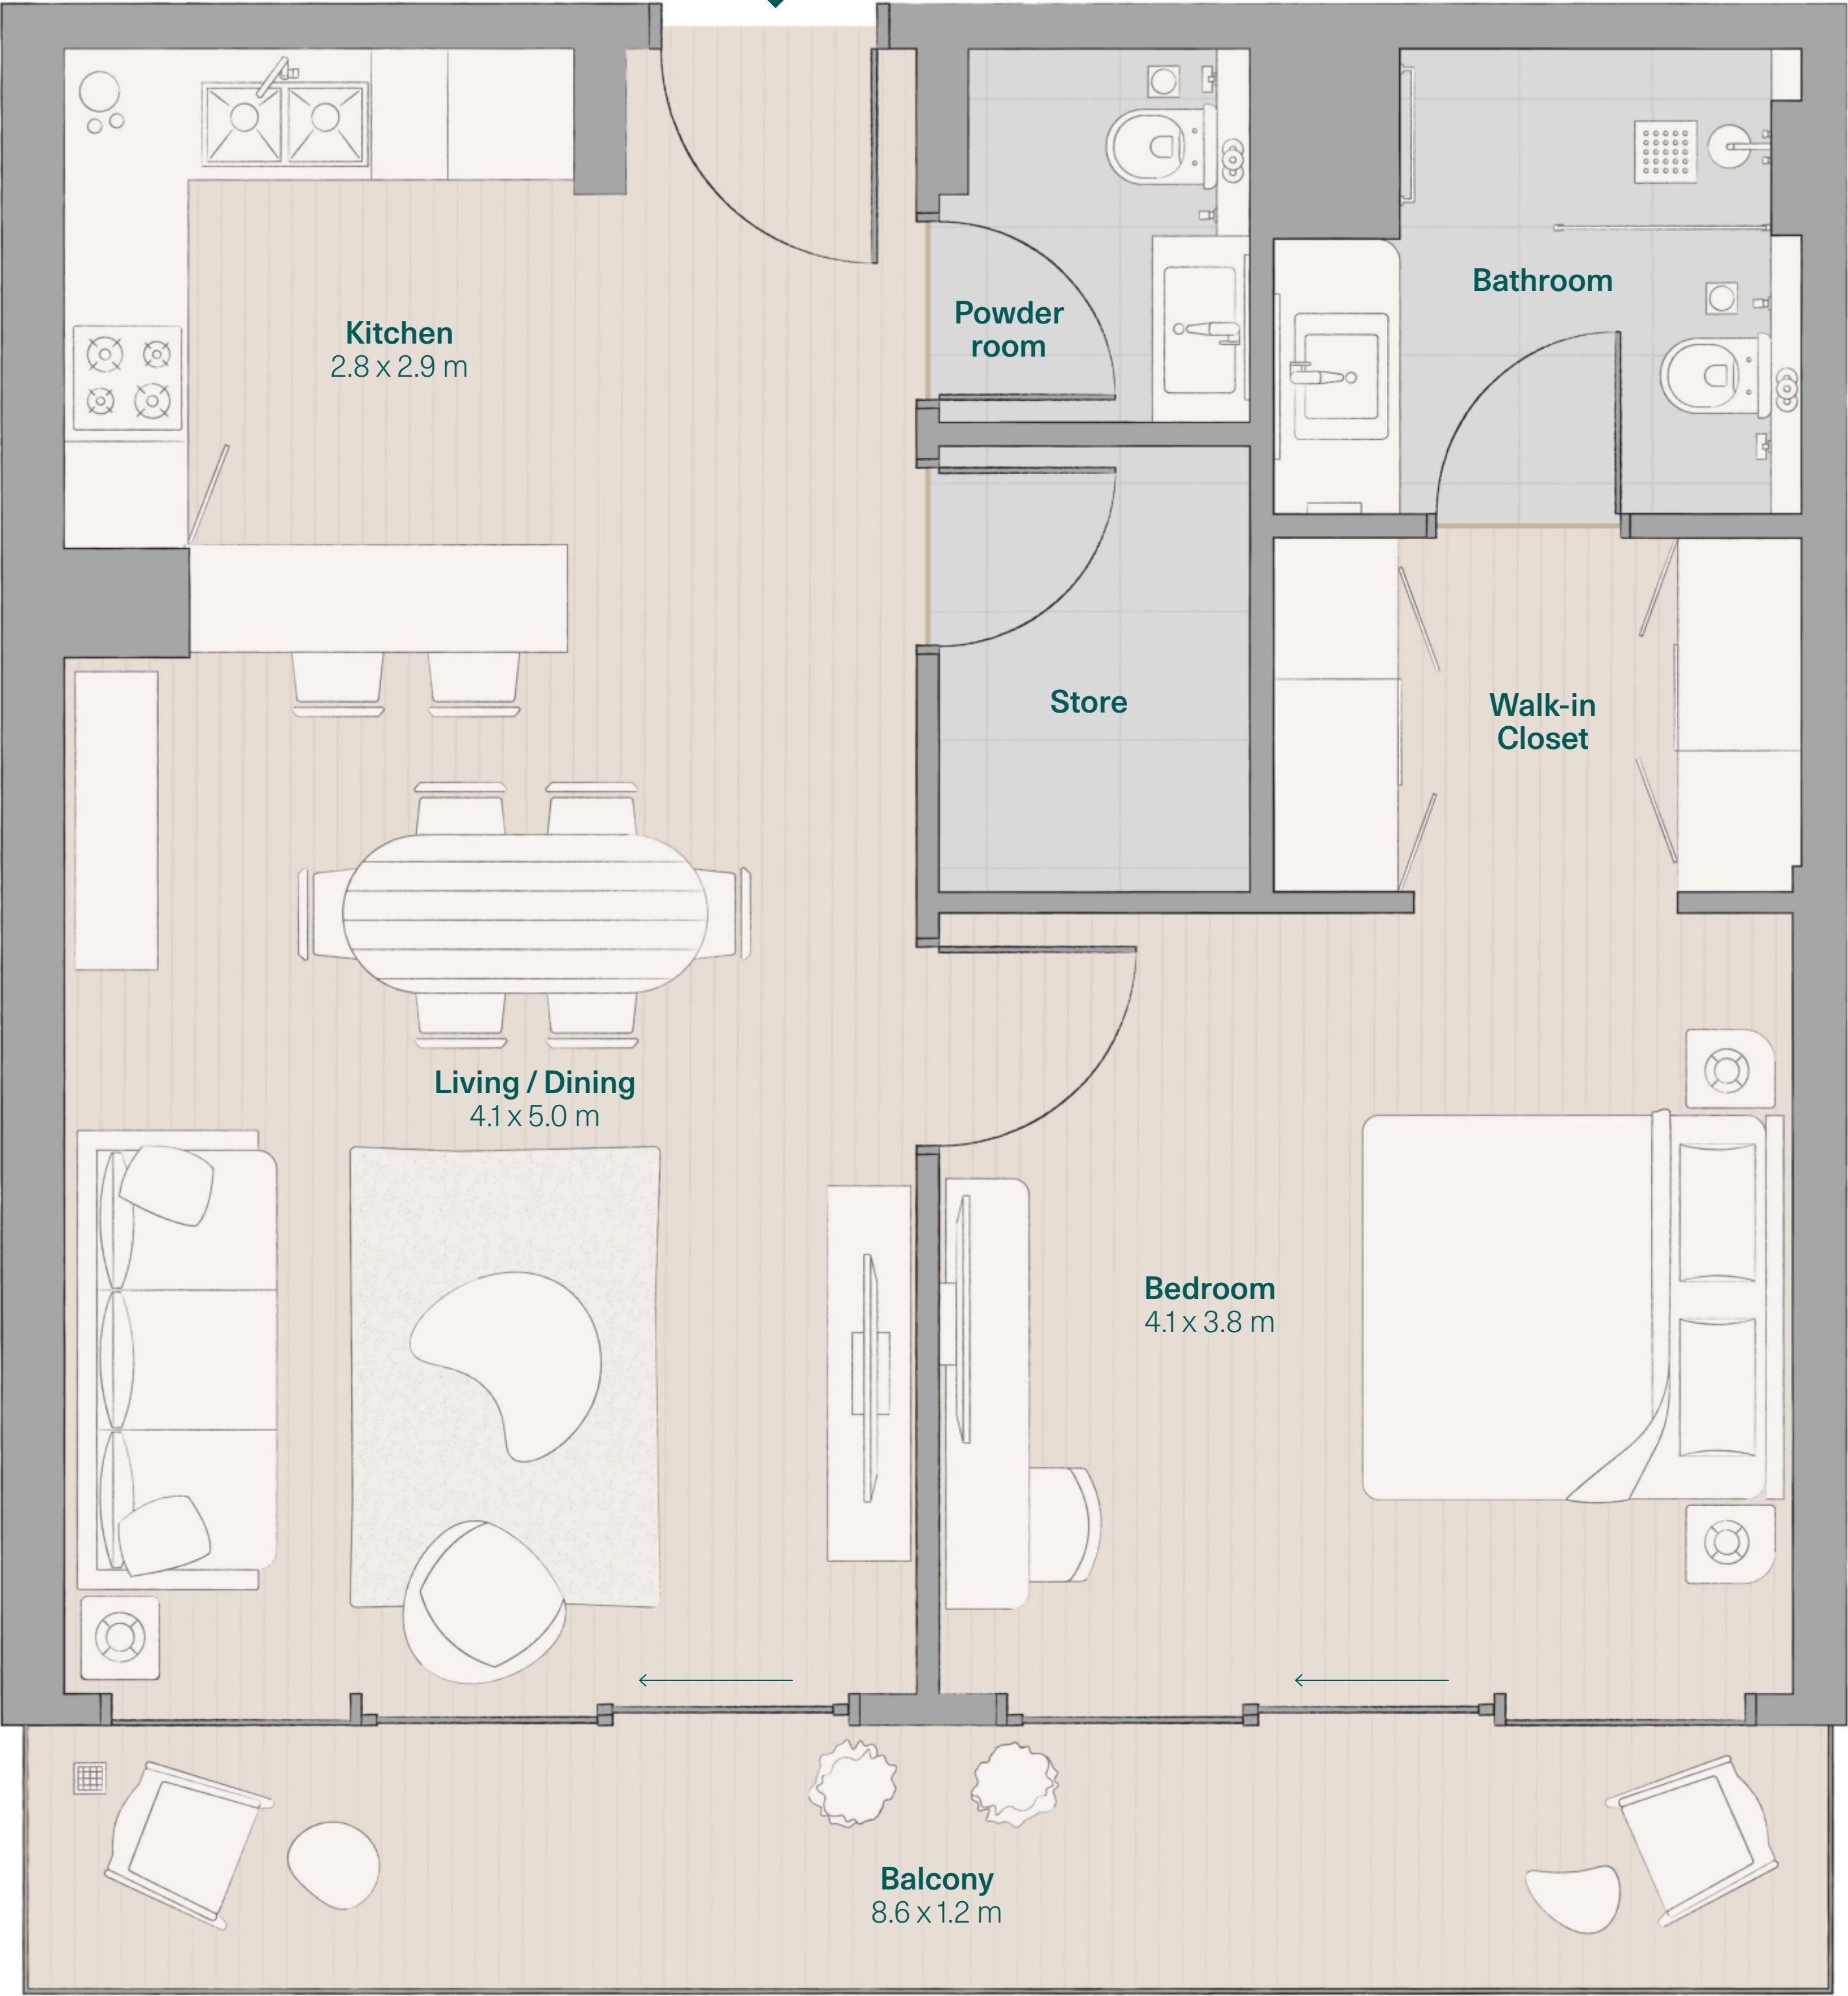 Kitchen
2.8 x 2.9 m
Powder
room
Bathroom
Store
Walk-in
Closet
Living / Dining
4.1 x 5.0 m
Bedroom
4.1 x 3.8 m
Balcony
8.6 x 1.2 m